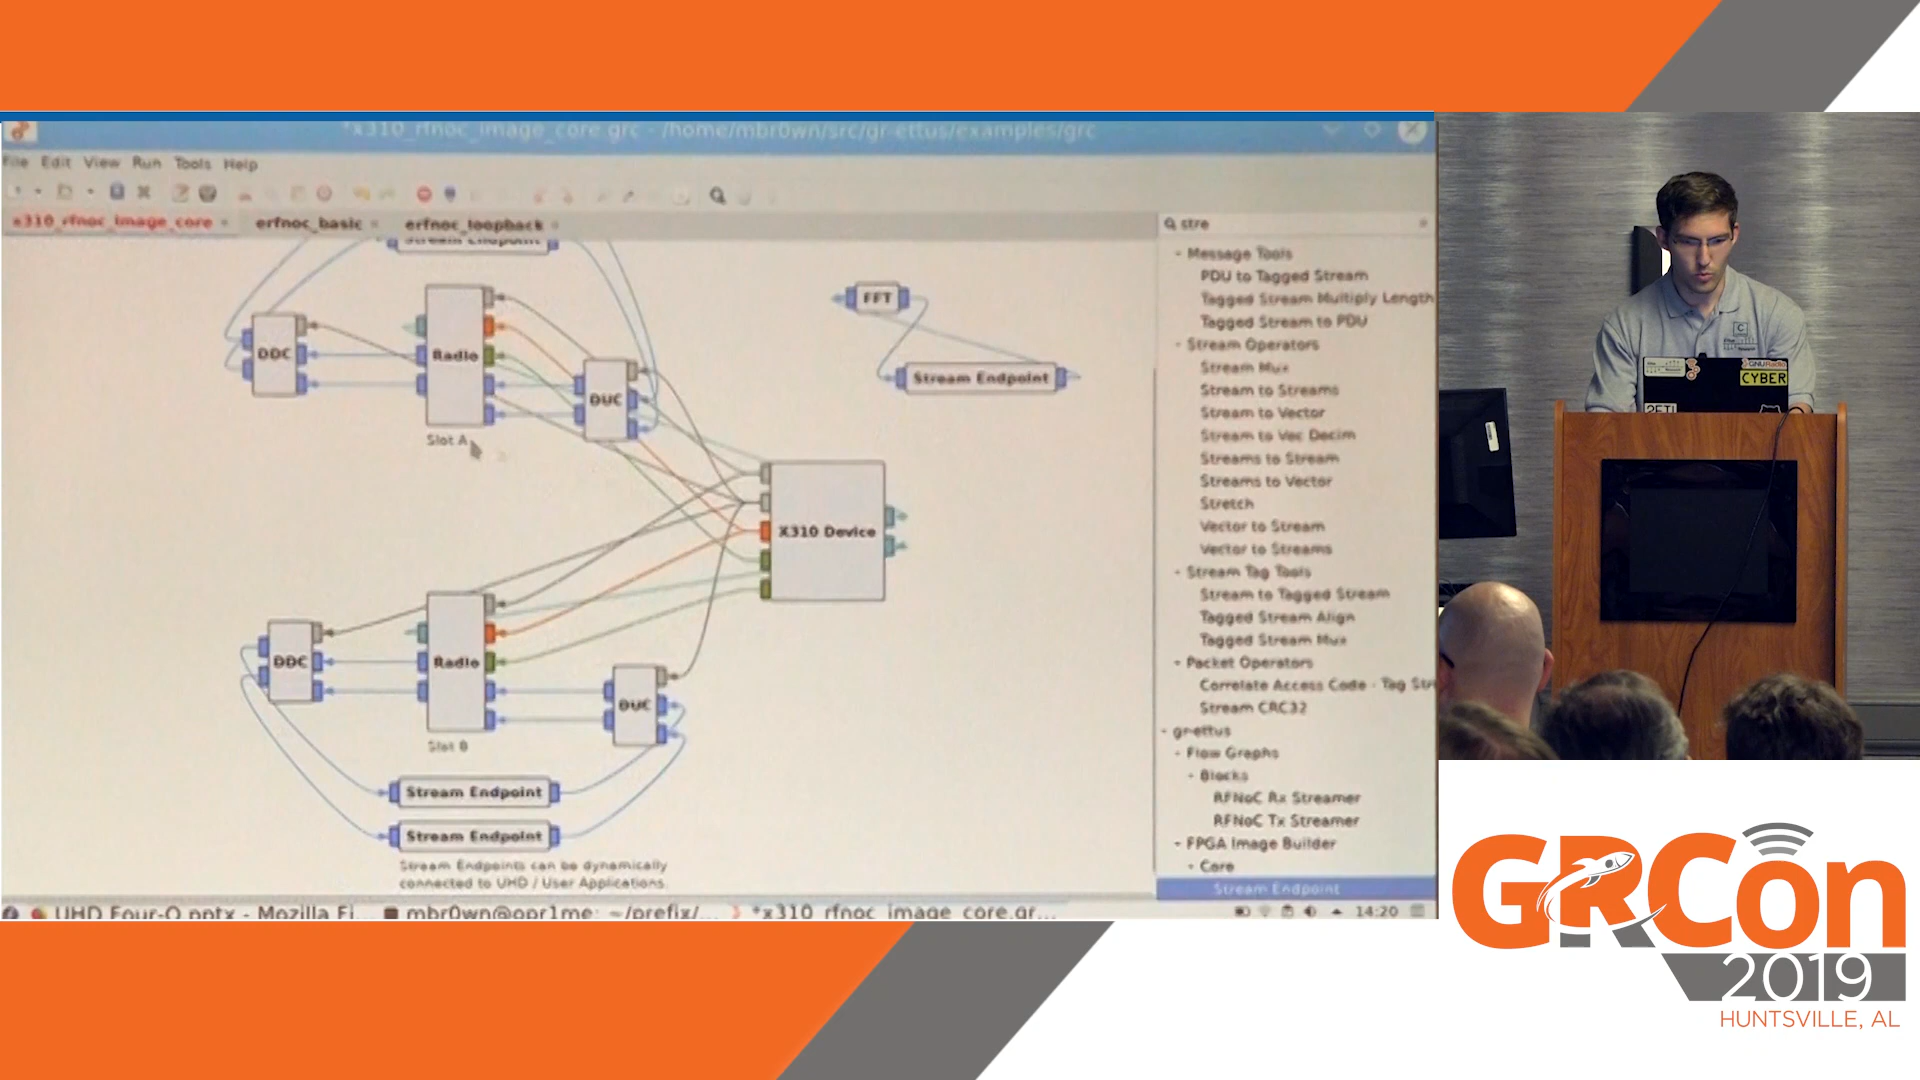 *x310_rfnoc_image_core.grc - /home/mbr0wn/src/gr-ettus/examples/grc
File Edit View Run Tools Help
x310_rfnoc_image_core
erfnoc_basic
erfnoc_loopback
stre
Stream Endpoint
Message Tools
PDU to Tagged Stream
Tagged Stream Multiply Length
Tagged Stream to PDU
Stream Operators
Stream Mux
Stream to Streams
Stream to Vector
Stream to Vec Decim
Streams to Stream
Streams to Vector
Stretch
Vector to Stream
Vector to Streams
Stream Tag Tools
Stream to Tagged Stream
Tagged Stream Align
Tagged Stream Mux
Packet Operators
Correlate Access Code - Tag Str
Stream CRC32
gr-ettus
Flow Graphs
Blocks
RFNoC Rx Streamer
RFNoC Tx Streamer
FPGA Image Builder
Core
Stream Endpoint
FFT
Stream Endpoint
DDC
Radio
DUC
Slot A
X310 Device
DDC
Radio
DUC
Slot B
Stream Endpoint
Stream Endpoint
Stream Endpoints can be dynamically
connected to UHD / User Applications.
UHD Four-O.pptx - Mozilla Fi...
mbr0wn@opr1me: ~/prefix/...
*x310_rfnoc_image_core.gr...
14:20
GNURadio
CYBER
GRCon
2019
HUNTSVILLE, AL